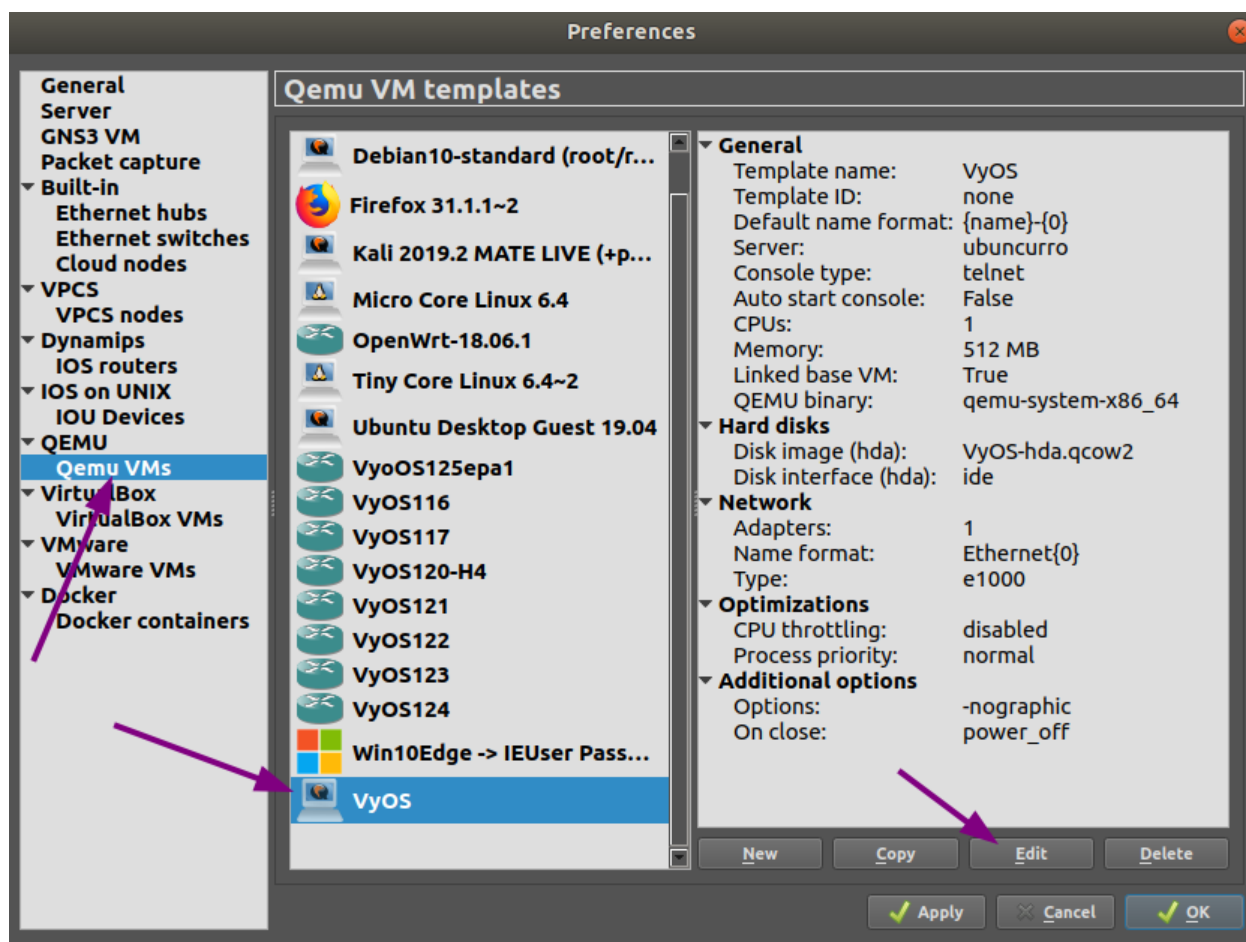 Preferences
General
Server
GNS3 VM
Packet capture
Built-in
Ethernet hubs
Ethernet switches
Cloud nodes
VPCS
VPCS nodes
Dynamips
IOS routers
IOS on UNIX
IOU Devices
QEMU
Qemu VMs
VirtualBox
VirtualBox VMs
VMware
VMware VMs
Docker
Docker containers
Qemu VM templates
Debian10-standard (root/r...
Firefox 31.1.1~2
Kali 2019.2 MATE LIVE (+p...
Micro Core Linux 6.4
OpenWrt-18.06.1
Tiny Core Linux 6.4~2
Ubuntu Desktop Guest 19.04
VyoOS125epa1
VyOS116
VyOS117
VyOS120-H4
VyOS121
VyOS122
VyOS123
VyOS124
Win10Edge -> IEUser Pass...
VyOS
General
Template name: VyOS
Template ID: none
Default name format: {name}-{0}
Server: ubuncurro
Console type: telnet
Auto start console: False
CPUs: 1
Memory: 512 MB
Linked base VM: True
QEMU binary: qemu-system-x86_64
Hard disks
Disk image (hda): VyOS-hda.qcow2
Disk interface (hda): ide
Network
Adapters: 1
Name format: Ethernet{0}
Type: e1000
Optimizations
CPU throttling: disabled
Process priority: normal
Additional options
Options: -nographic
On close: power_off
New Copy Edit Delete
Apply Cancel OK